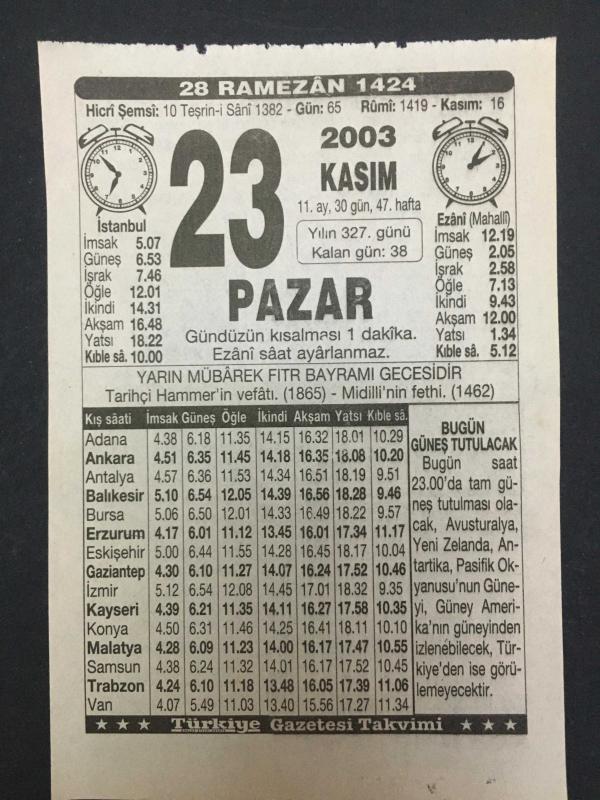 28 RAMEZÂN 1424
Hicrî Şemsî: 10 Teşrin-i Sânî 1382 - Gün: 65 Rûmî: 1419 - Kasım: 16
23
2003
KASIM
11. ay, 30 gün, 47. hafta
Yılın 327. günü
Kalan gün: 38
PAZAR
Gündüzün kısalması 1 dakîka.
Ezânî sâat ayârlanmaz.
İstanbul
İmsak 5.07
Güneş 6.53
İşrak 7.46
Öğle 12.01
İkindi 14.31
Akşam 16.48
Yatsı 18.22
Kıble sâ. 10.00
Ezânî (Mahallî)
İmsak 12.19
Güneş 2.05
İşrak 2.58
Öğle 7.13
İkindi 9.43
Akşam 12.00
Yatsı 1.34
Kıble sâ. 5.12
YARIN MÜBÂREK FITR BAYRAMI GECESİDİR
Tarihçi Hammer'in vefâtı. (1865) - Midilli'nin fethi. (1462)
Kış sâati İmsak Güneş Öğle İkindi Akşam Yatsı Kıble sâ.
Adana 4.38 6.18 11.35 14.15 16.32 18.01 10.29
Ankara 4.51 6.35 11.45 14.18 16.35 18.08 10.20
Antalya 4.57 6.36 11.53 14.34 16.51 18.19 9.51
Balıkesir 5.10 6.54 12.05 14.39 16.56 18.28 9.46
Bursa 5.06 6.50 12.01 14.33 16.49 18.22 9.57
Erzurum 4.17 6.01 11.12 13.45 16.01 17.34 11.17
Eskişehir 5.00 6.44 11.55 14.28 16.45 18.17 10.04
Gaziantep 4.30 6.10 11.27 14.07 16.24 17.52 10.46
İzmir 5.12 6.54 12.08 14.45 17.01 18.32 9.35
Kayseri 4.39 6.21 11.35 14.11 16.27 17.58 10.35
Konya 4.50 6.31 11.46 14.25 16.41 18.11 10.10
Malatya 4.28 6.09 11.23 14.00 16.17 17.47 10.55
Samsun 4.38 6.24 11.32 14.01 16.17 17.52 10.45
Trabzon 4.24 6.10 11.18 13.48 16.05 17.39 11.06
Van 4.07 5.49 11.03 13.40 15.56 17.27 11.34
BUGÜN
GÜNEŞ TUTULACAK
Bugün saat
23.00'da tam gü-
neş tutulması ola-
cak, Avusturalya,
Yeni Zelanda, An-
tartika, Pasifik Ok-
yanusu'nun Güne-
yi, Güney Ameri-
ka'nın güneyinden
izlenebilecek, Tür-
kiye'den ise görü-
lemeyecektir.
Türkiye Gazetesi Takvimi